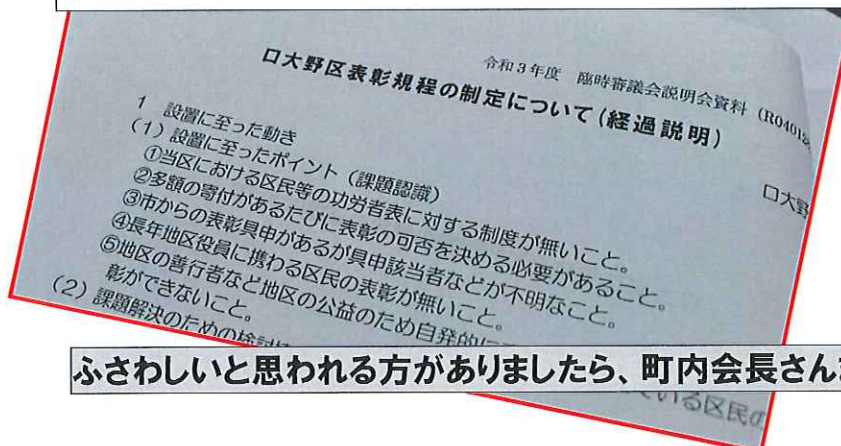 令和3年度 臨時審議会説明会資料 (R0401
口大野区表彰規程の制定について(経過説明)
口大野
1 設置に至った動き
(1)設置に至ったポイント(課題認識)
①当区における区民等の功労者表に対する制度が無いこと。
②多額の寄付があるたびに表彰の可否を決める必要があること。
③市からの表彰具申があるが具申該当者などが不明なこと。
④長年地区役員に携わる区民の表彰が無いこと。
⑤地区の善行者など地区の公益のため自発的に
いる区民の
彰ができないこと。
(2)課題解決のための検討
ふさわしいと思われる方がありましたら、町内会長さん